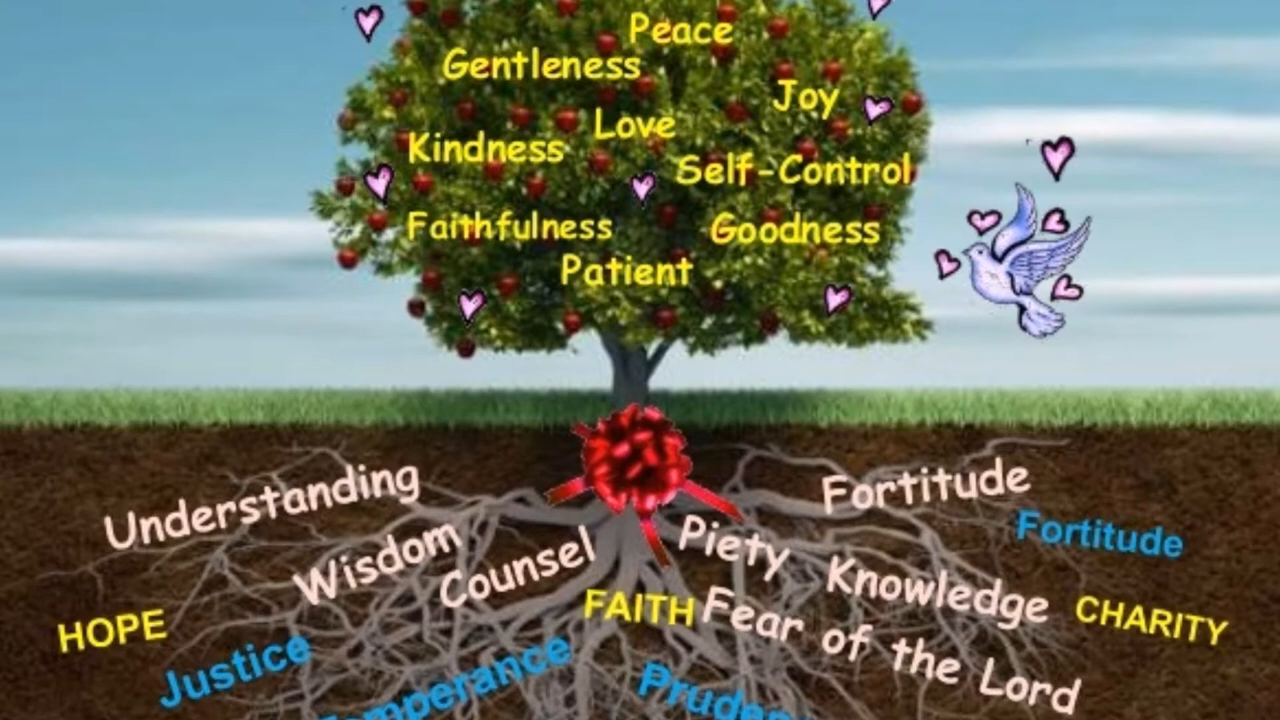 Peace
Gentleness
Joy
Love
Kindness
Self-Control
Faithfulness
Goodness
Patient
Understanding
Fortitude
Fortitude
Wisdom
Counsel
Piety
Knowledge
HOPE
FAITH
Fear of the Lord
CHARITY
Justice